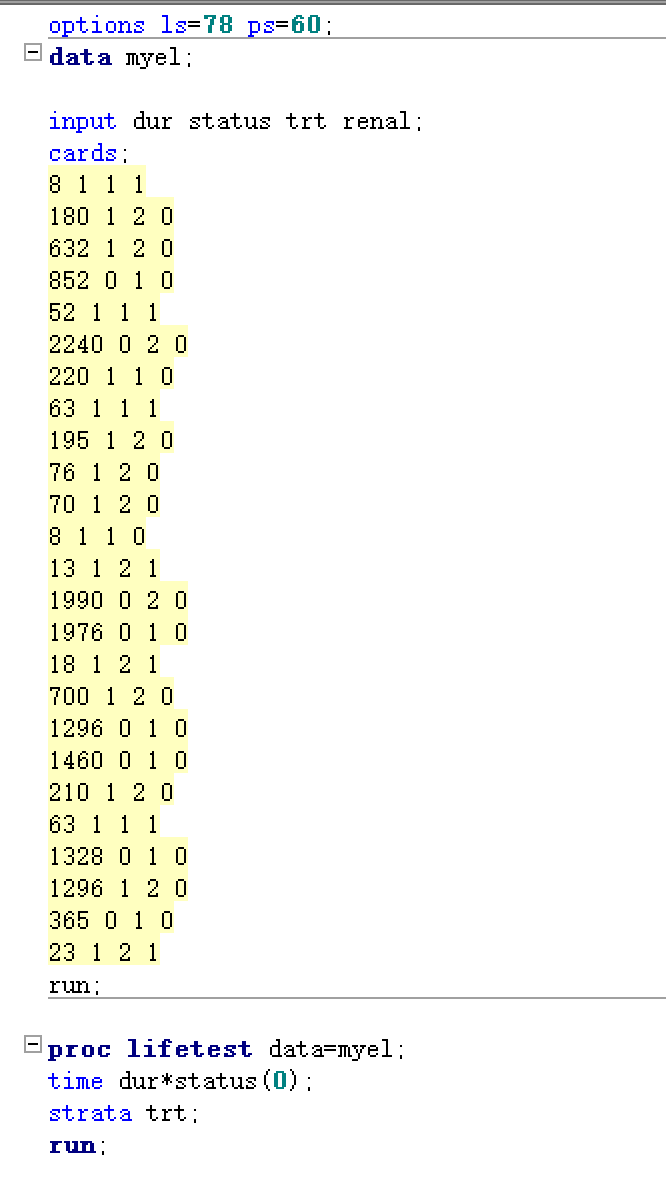 options ls=78 ps=60;
data myel;
input dur status trt renal;
cards;
8 1 1 1
180 1 2 0
632 1 2 0
852 0 1 0
52 1 1 1
2240 0 2 0
220 1 1 0
63 1 1 1
195 1 2 0
76 1 2 0
70 1 2 0
8 1 1 0
13 1 2 1
1990 0 2 0
1976 0 1 0
18 1 2 1
700 1 2 0
1296 0 1 0
1460 0 1 0
210 1 2 0
63 1 1 1
1328 0 1 0
1296 1 2 0
365 0 1 0
23 1 2 1
run;
proc lifetest data=myel;
time dur*status(0);
strata trt;
run;